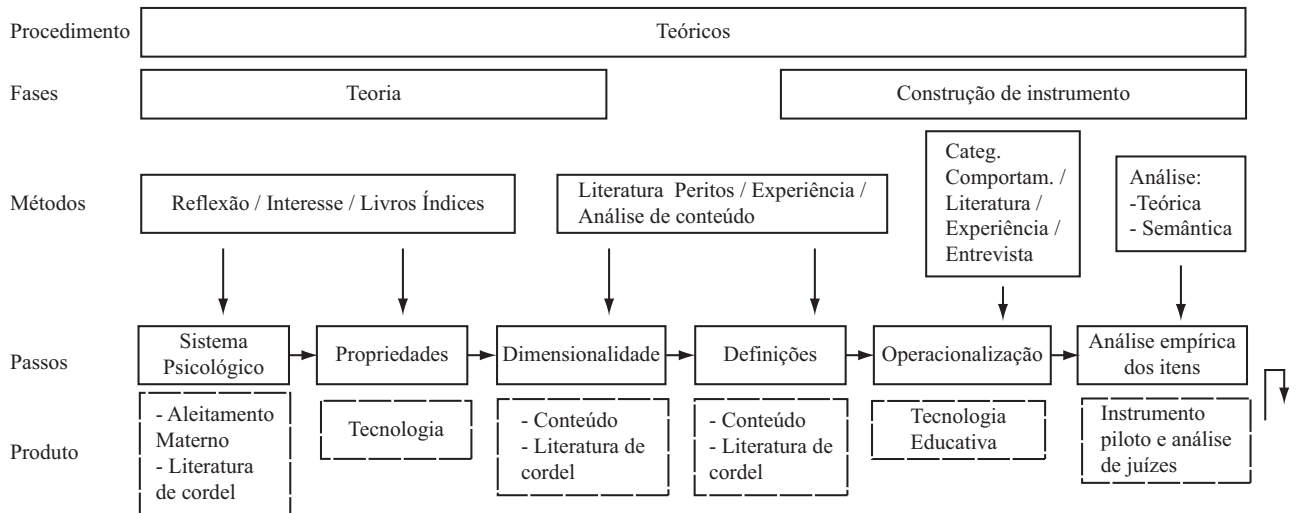 Procedimento
Teóricos
Fases
Teoria
Construção de instrumento
Métodos
Reflexão / Interesse / Livros Índices
Literatura Peritos / Experiência /
Análise de conteúdo
Categ.
Comportam. /
Literatura /
Experiência /
Entrevista
Análise:
-Teórica
- Semântica
Passos
Sistema
Psicológico
Propriedades
Dimensionalidade
Definições
Operacionalização
Análise empírica
dos itens
Produto
- Aleitamento
Materno
- Literatura
de cordel
Tecnologia
- Conteúdo
- Literatura de
cordel
- Conteúdo
- Literatura de
cordel
Tecnologia
Educativa
Instrumento
piloto e análise
de juízes